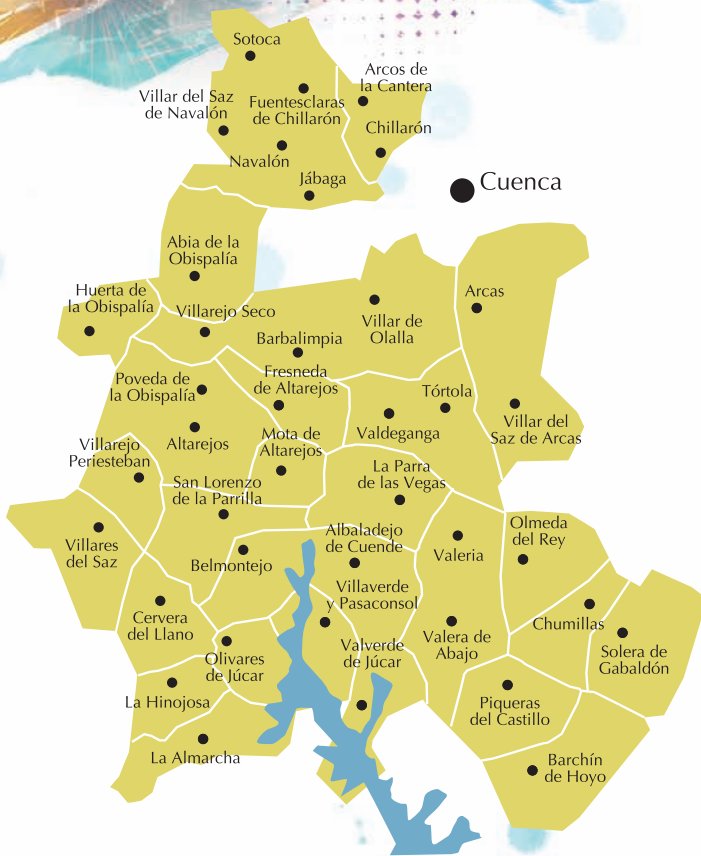 Sotoca
Arcos de
la Cantera
Villar del Saz
de Navalón
Fuentesclaras
de Chillarón
Chillarón
Navalón
Jábaga
Cuenca
Abia de la
Obispalía
Huerta de
la Obispalía
Villarejo Seco
Arcas
Villar de
Olalla
Barbalimpia
Fresneda
de Altarejos
Poveda de
la Obispalía
Tórtola
Villar del
Saz de Arcas
Valdeganga
Altarejos
Mota de
Altarejos
Villarejo
Periesteban
La Parra
de las Vegas
San Lorenzo
de la Parrilla
Olmeda
del Rey
Albaladejo
de Cuende
Villares
del Saz
Valeria
Belmontejo
Villaverde
y Pasaconsol
Cervera
del Llano
Chumillas
Valera de
Abajo
Valverde
de Júcar
Solera de
Gabaldón
Olivares
de Júcar
La Hinojosa
Piqueras
del Castillo
La Almarcha
Barchín
de Hoyo